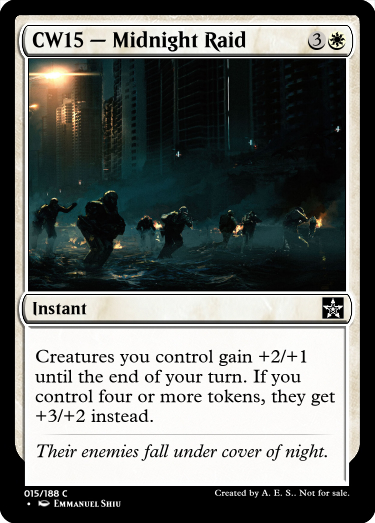 CW15 — Midnight Raid 3
Instant
Creatures you control gain +2/+1
until the end of your turn. If you
control four or more tokens, they get
+3/+2 instead.
Their enemies fall under cover of night.
015/188 C Created by A. E. S.. Not for sale.
• Emmanuel Shiu